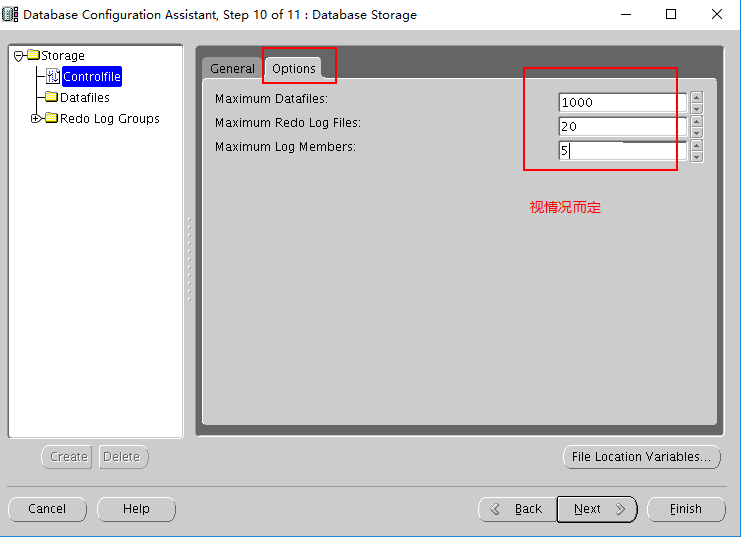 Database Configuration Assistant, Step 10 of 11 : Database Storage
Storage
Controlfile
Datafiles
Redo Log Groups
General
Options
Maximum Datafiles:
1000
Maximum Redo Log Files:
20
Maximum Log Members:
5
视情况而定
Create
Delete
File Location Variables...
Cancel
Help
Back
Next
Finish